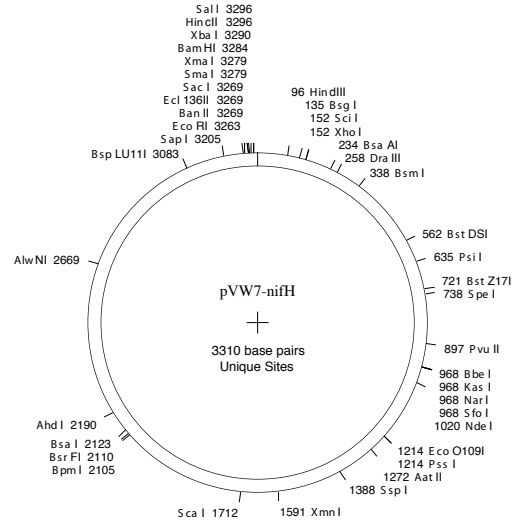 Sal I 3296
HincII 3296
Xba I 3290
Bam HI 3284
Xma I 3279
Sma I 3279
Sac I 3269
Ecl 136II 3269
Ban II 3269
Eco RI 3263
Sap I 3205
Bsp LU11I 3083
AlwNI 2669
Ahd I 2190
Bsa I 2123
Bsr FI 2110
Bpm I 2105
Sca I 1712
96 HindIII
135 Bsg I
152 Sci I
152 Xho I
234 Bsa AI
258 Dra III
338 Bsm I
562 Bst DSI
635 Psi I
721 Bst Z17I
738 Spe I
897 Pvu II
968 Bbe I
968 Kas I
968 Nar I
968 Sfo I
1020 Nde I
1214 Eco O109I
1214 Pss I
1272 Aat II
1388 Ssp I
1591 Xmn I
pVW7-nifH
3310 base pairs
Unique Sites